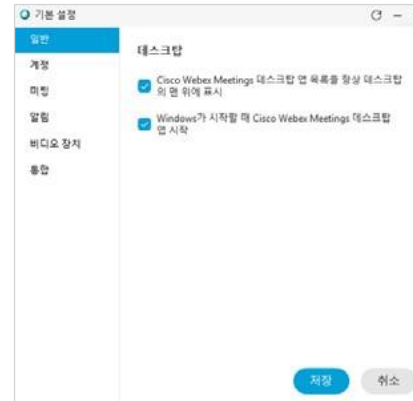 기본 설정
일반
계정
미팅
알림
비디오 장치
통합
데스크탑
Cisco Webex Meetings 데스크탑 앱 목록을 항상 데스크탑
의 맨 위에 표시
Windows가 시작할 때 Cisco Webex Meetings 데스크탑
앱 시작
저장
취소